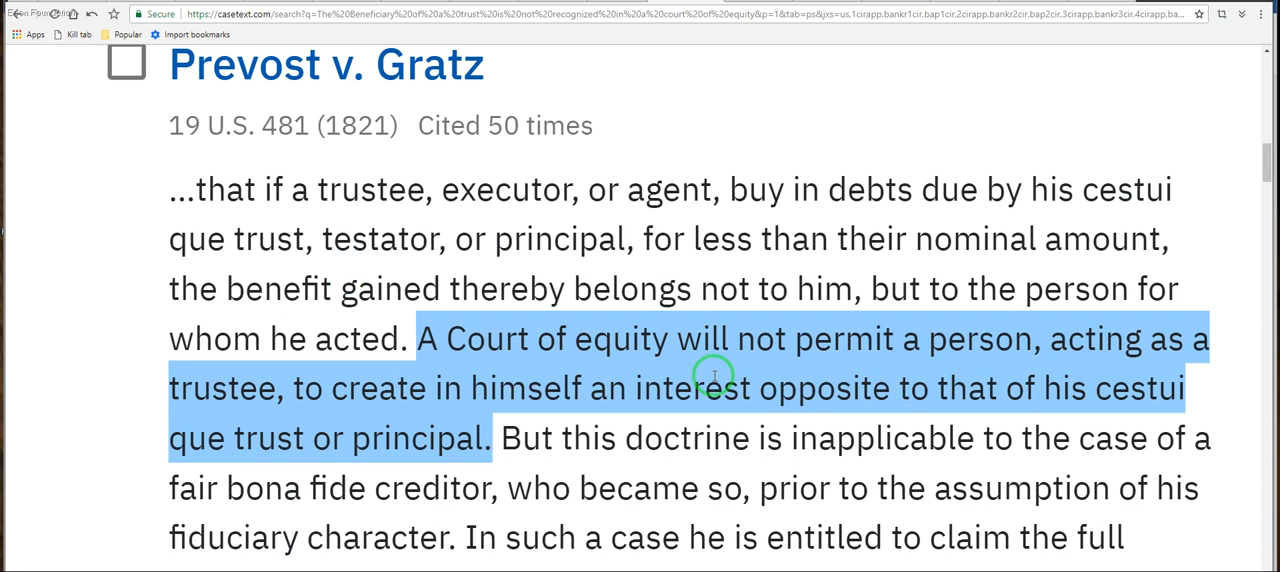 Secure https://casetext.com/search?q=The%20Beneficiary%20of%20a%20trust%20is%20not%20recognized%20in%20a%20court%20of%20equity&p=1&tab=ps&jxs=us,1cirapp,bankr1cir,bap1cir,2cirapp,bankr2cir,bap2cir,3cirapp,bankr3cir,4cirapp,ba...
Apps Kill tab Popular Import bookmarks
Prevost v. Gratz
19 U.S. 481 (1821) Cited 50 times
...that if a trustee, executor, or agent, buy in debts due by his cestui
que trust, testator, or principal, for less than their nominal amount,
the benefit gained thereby belongs not to him, but to the person for
whom he acted. A Court of equity will not permit a person, acting as a
trustee, to create in himself an interest opposite to that of his cestui
que trust or principal. But this doctrine is inapplicable to the case of a
fair bona fide creditor, who became so, prior to the assumption of his
fiduciary character. In such a case he is entitled to claim the full